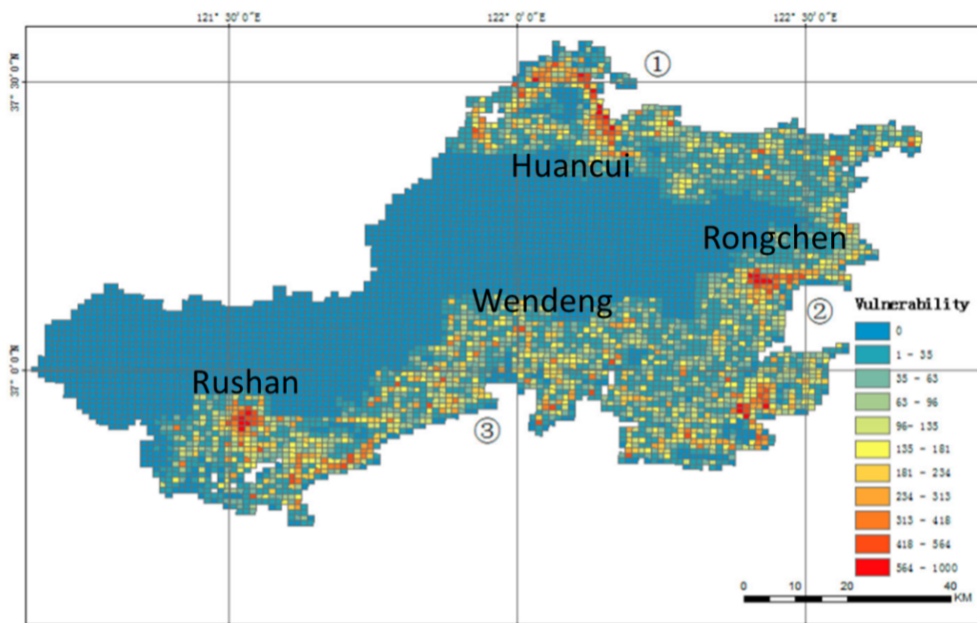 121° 30′0″E
122° 0′0″E
122° 30′0″E
37° 30′0″N
①
Huancui
Rongchen
Wendeng
②
Vulnerability
0
1 - 35
35 - 63
63 - 96
96- 135
135 - 181
181 - 234
234 - 313
313 - 418
418 - 564
564 - 1000
37° 0′0″N
Rushan
③
0 10 20 40
KM